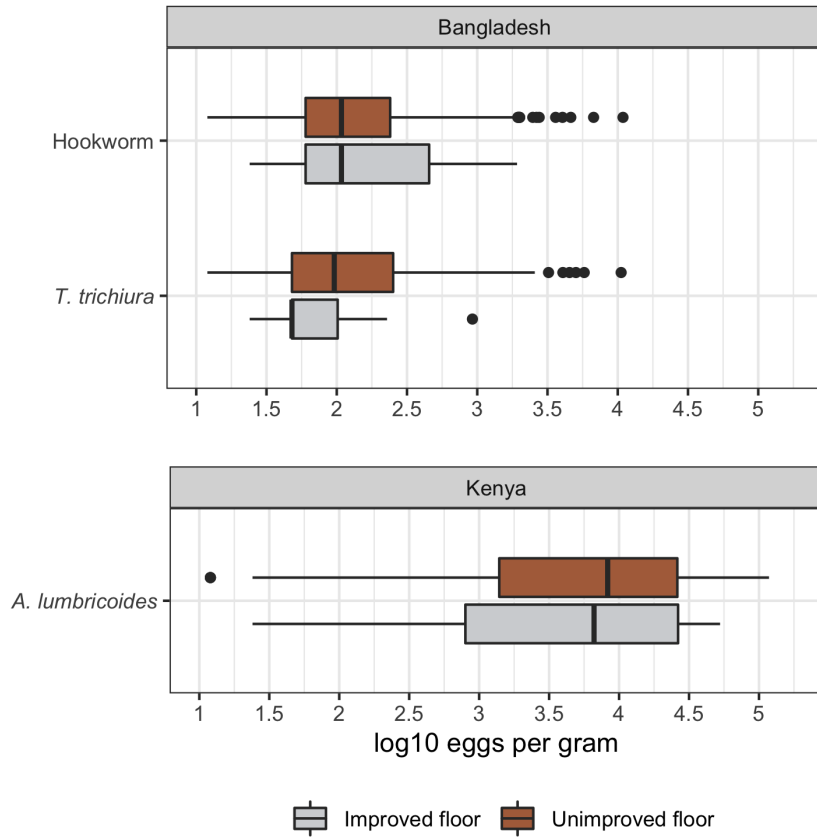 Bangladesh
Hookworm
T. trichiura
1 1.5 2 2.5 3 3.5 4 4.5 5
Kenya
A. lumbricoides
1 1.5 2 2.5 3 3.5 4 4.5 5
log10 eggs per gram
Improved floor Unimproved floor